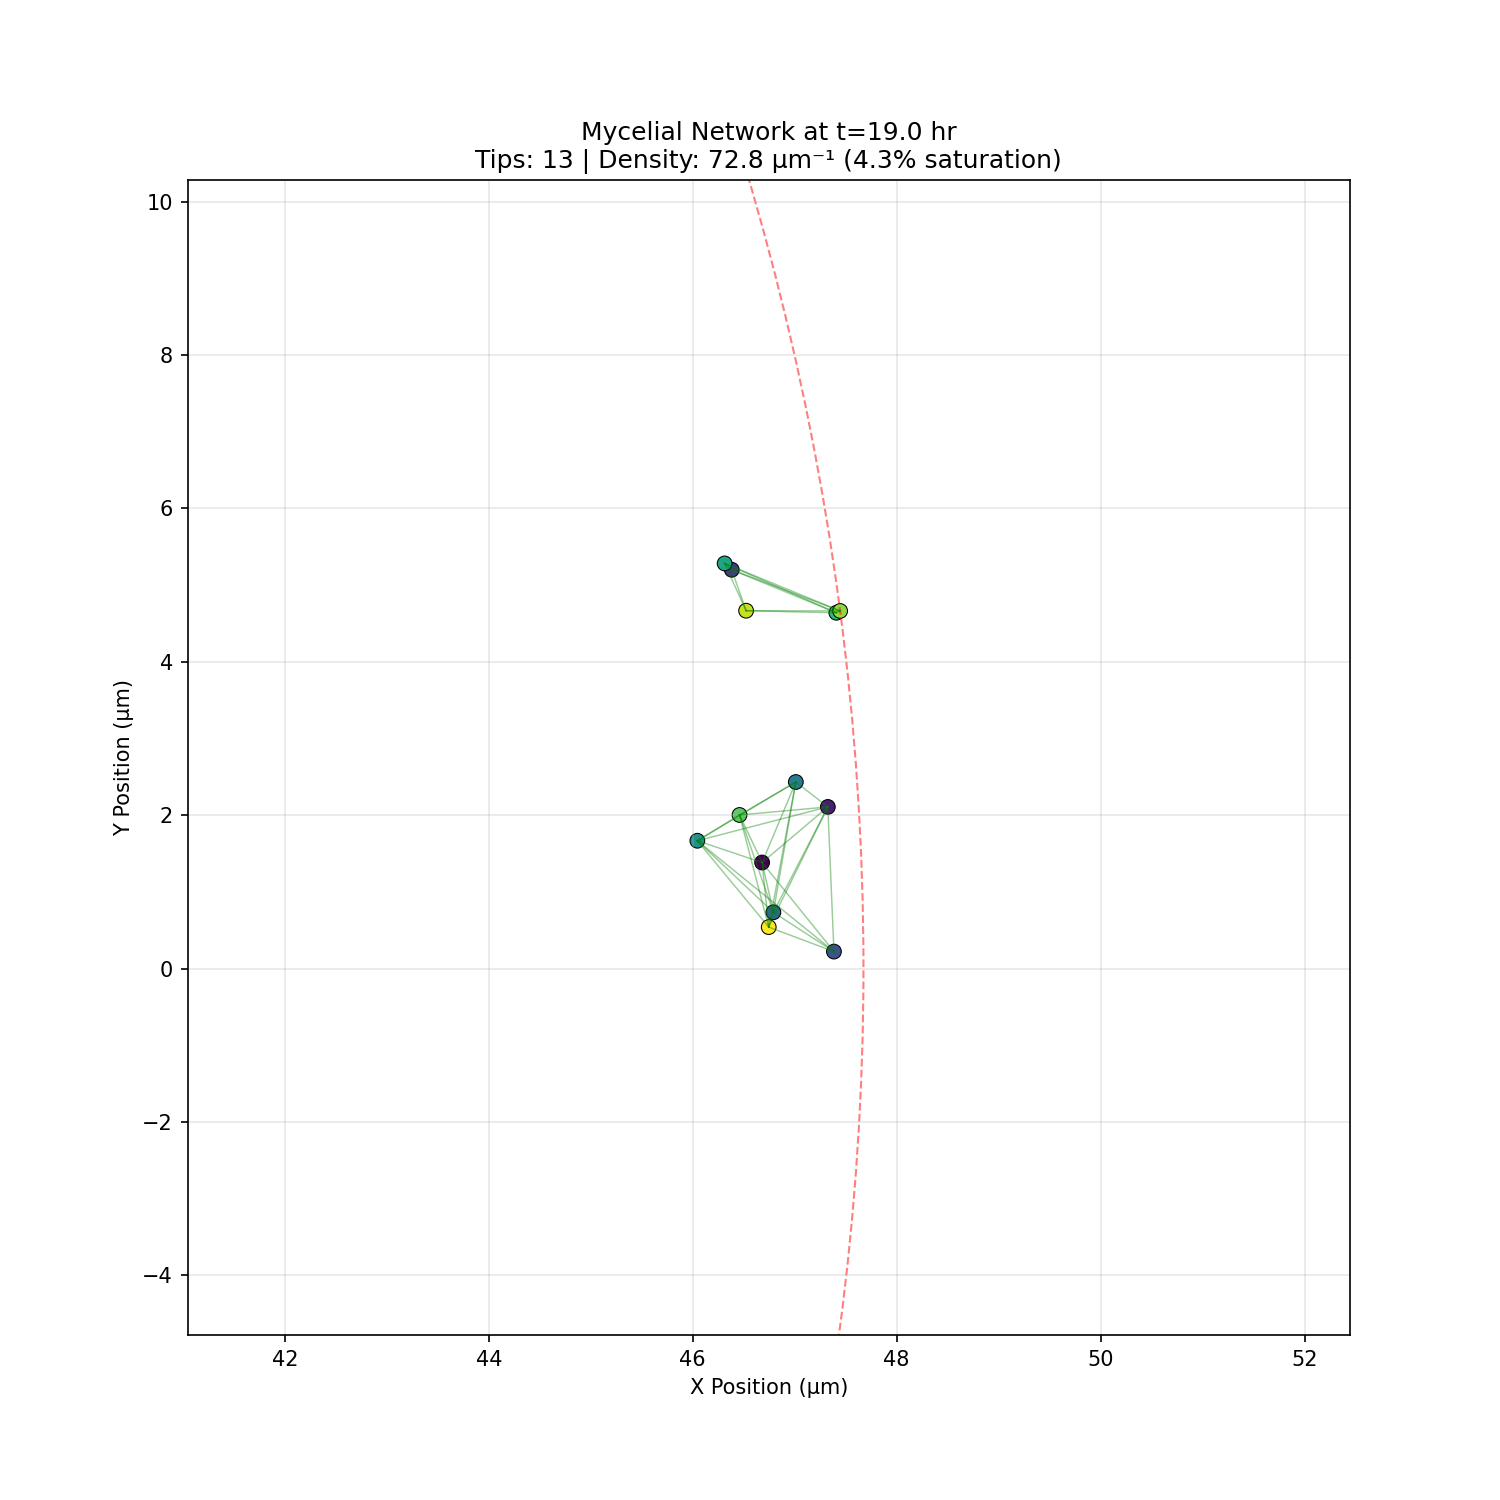 Mycelial Network at t=19.0 hr
Tips: 13 | Density: 72.8 μm⁻¹ (4.3% saturation)
10
8
6
4
2
0
−2
−4
Y Position (μm)
42 44 46 48 50 52
X Position (μm)